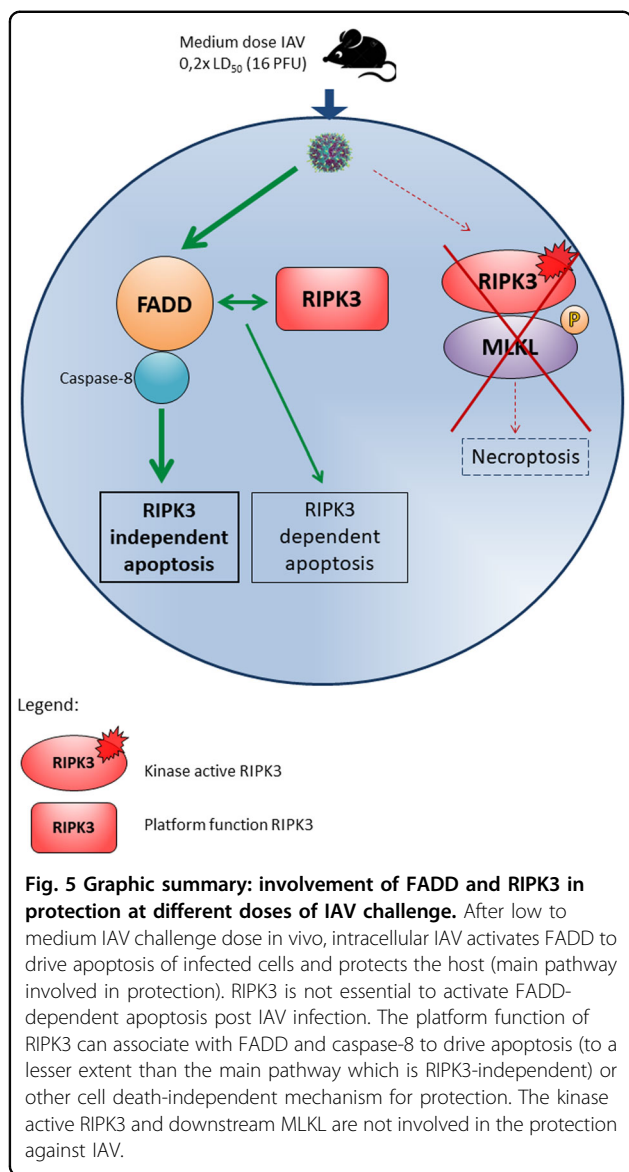 Medium dose IAV
0,2x LD₅₀ (16 PFU)
FADD
RIPK3
RIPK3
P
MLKL
Caspase-8
Necroptosis
RIPK3
independent
apoptosis
RIPK3
dependent
apoptosis
Legend:
RIPK3
Kinase active RIPK3
RIPK3
Platform function RIPK3
Fig. 5 Graphic summary: involvement of FADD and RIPK3 in
protection at different doses of IAV challenge. After low to
medium IAV challenge dose in vivo, intracellular IAV activates FADD to
drive apoptosis of infected cells and protects the host (main pathway
involved in protection). RIPK3 is not essential to activate FADD-
dependent apoptosis post IAV infection. The platform function of
RIPK3 can associate with FADD and caspase-8 to drive apoptosis (to a
lesser extent than the main pathway which is RIPK3-independent) or
other cell death-independent mechanism for protection. The kinase
active RIPK3 and downstream MLKL are not involved in the protection
against IAV.